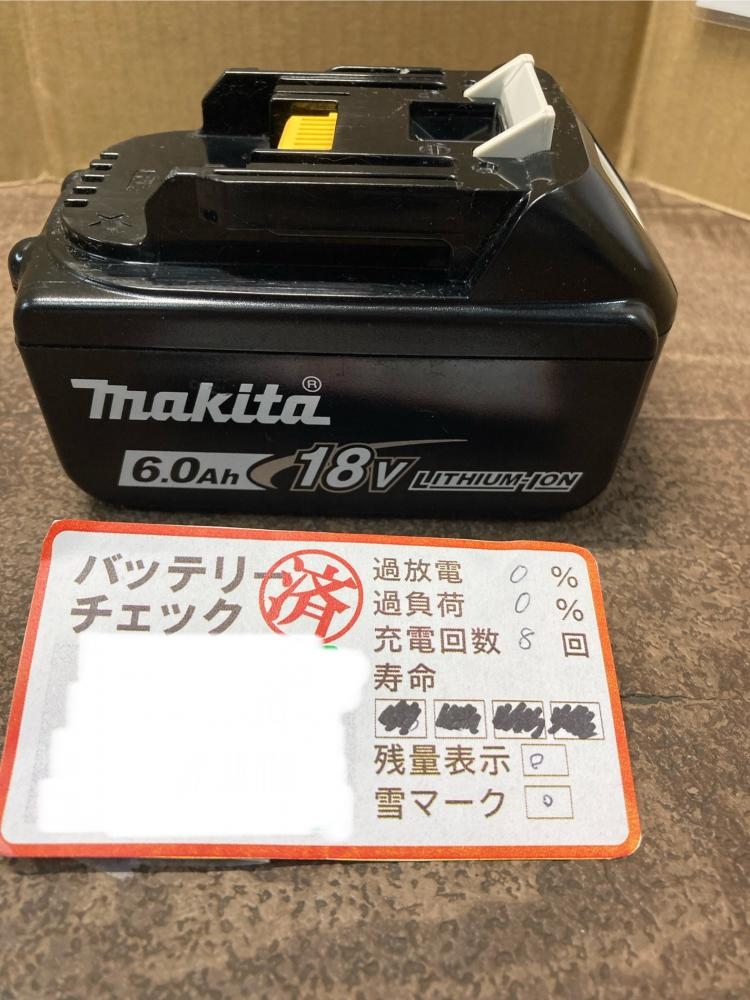 makita®
6.0Ah 18V LITHIUM-ION
バッテリー
チェック
済
過放電 0 %
過負荷 0 %
充電回数 8 回
寿命
残量表示
雪マーク